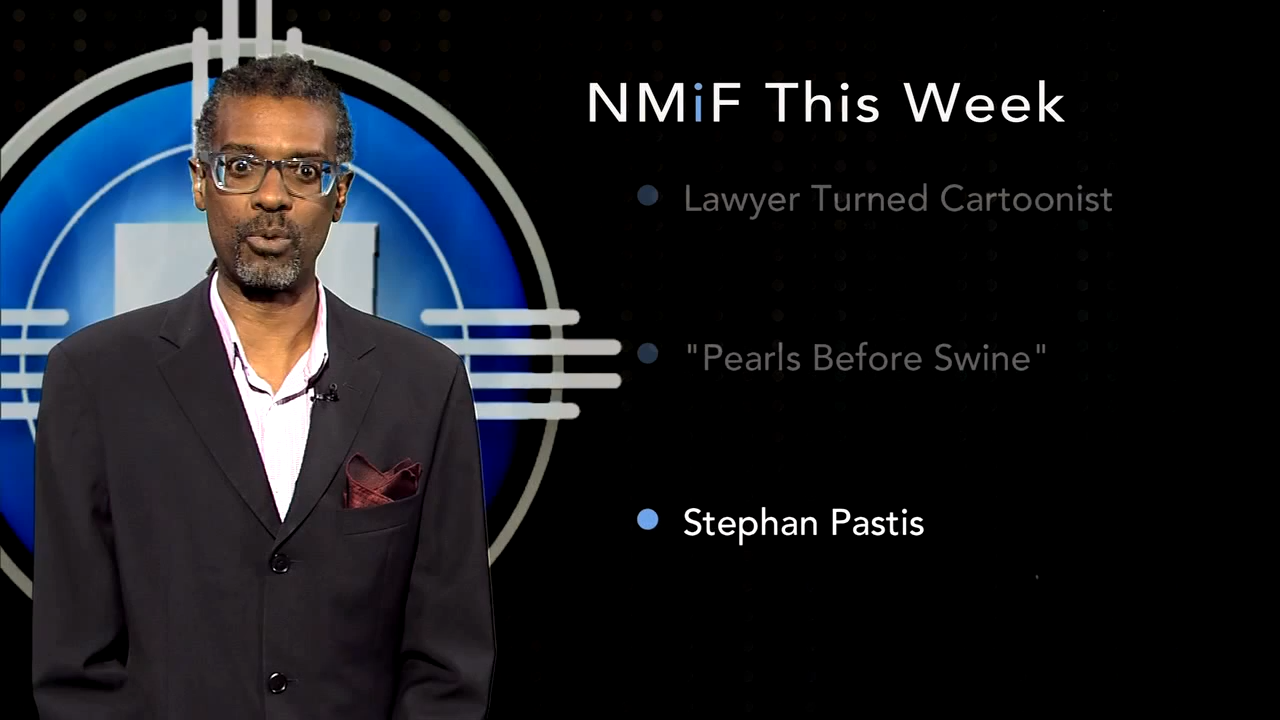 NMiF This Week
Lawyer Turned Cartoonist
"Pearls Before Swine"
Stephan Pastis